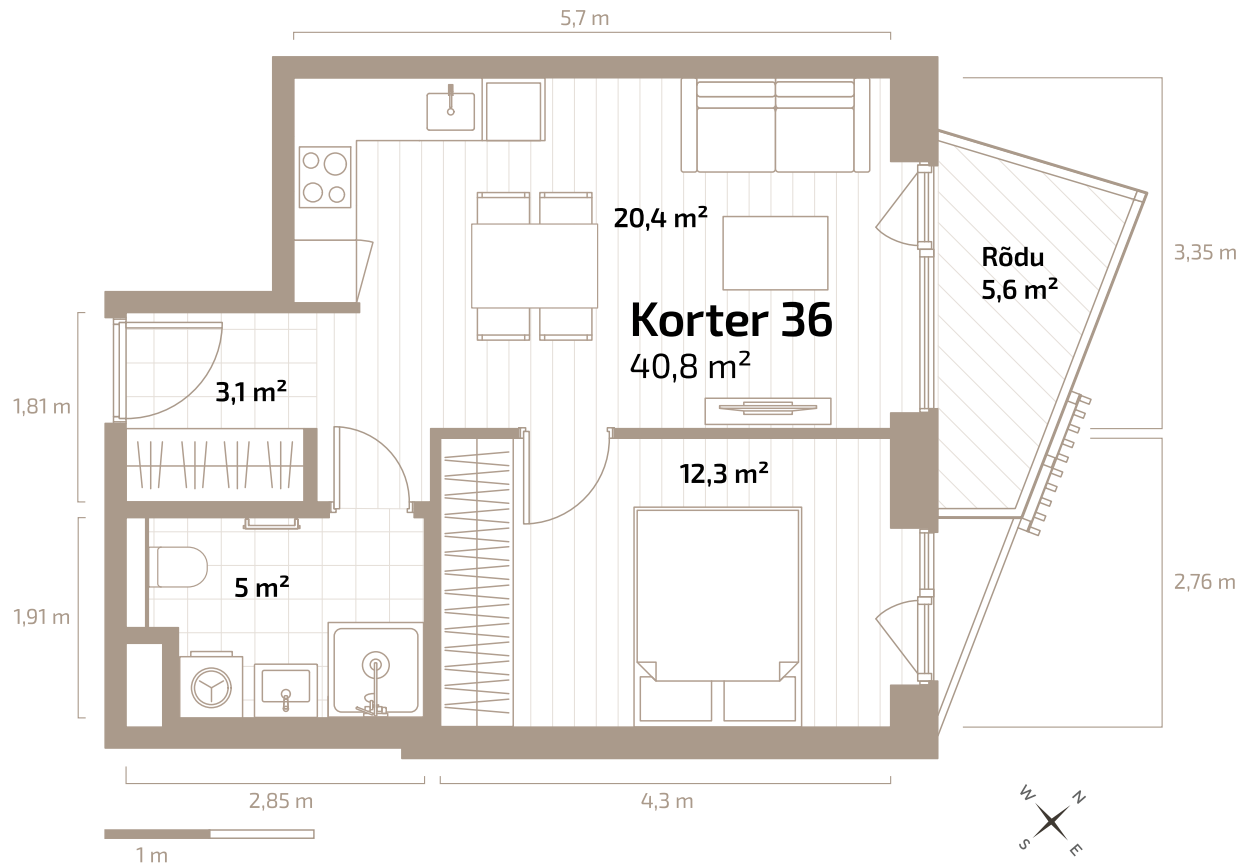 5,7 m
20,4 m²
Rõdu
5,6 m²
3,35 m
Korter 36
40,8 m²
3,1 m²
1,81 m
12,3 m²
5 m²
2,76 m
1,91 m
2,85 m
4,3 m
W N
S E
1 m